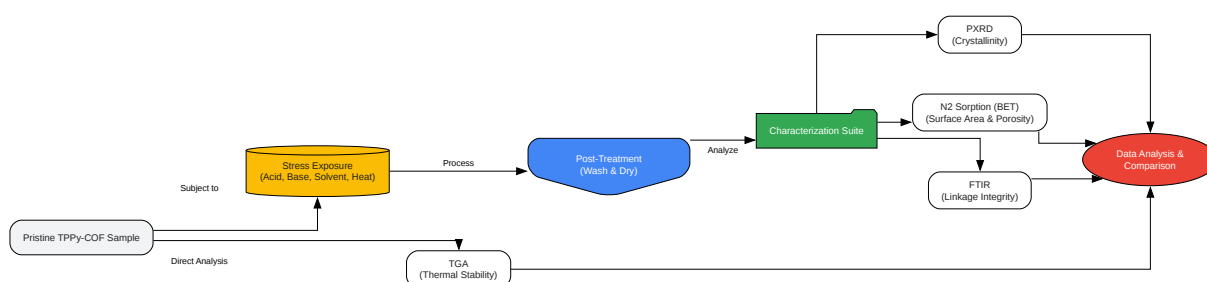 PXRD
(Crystallinity)
N2 Sorption (BET)
(Surface Area & Porosity)
Characterization Suite
Analyze
Data Analysis &
Comparison
Stress Exposure
(Acid, Base, Solvent, Heat)
Process
Post-Treatment
(Wash & Dry)
FTIR
(Linkage Integrity)
Subject to
Pristine TPPy-COF Sample
Direct Analysis
TGA
(Thermal Stability)